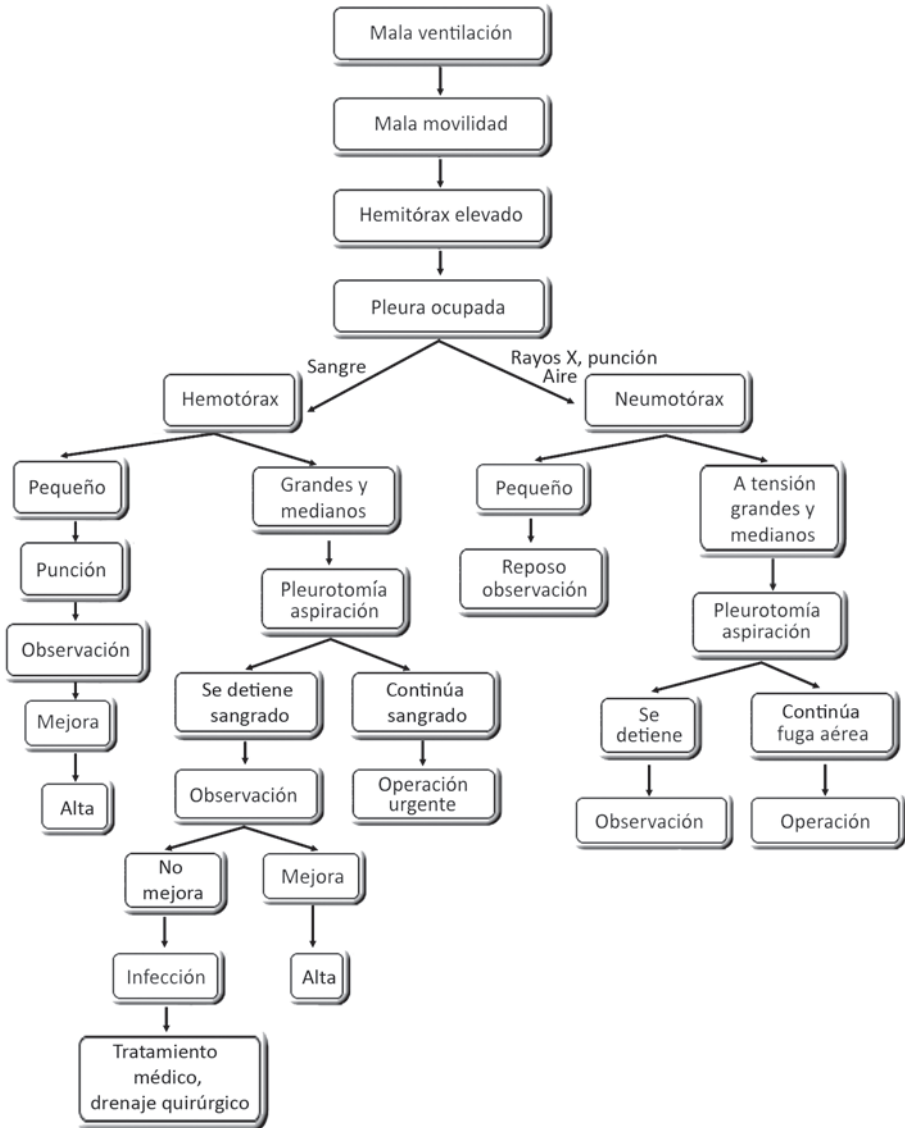 Mala ventilación
Mala movilidad
Hemitórax elevado
Pleura ocupada
Sangre
Rayos X, punción
Aire
Hemotórax
Neumotórax
Pequeño
Grandes y
medianos
Pequeño
A tensión
grandes y
medianos
Punción
Pleurotomía
aspiración
Reposo
observación
Pleurotomía
aspiración
Observación
Se detiene
sangrado
Continúa
sangrado
Se
detiene
Continúa
fuga aérea
Mejora
Observación
Operación
urgente
Observación
Operación
Alta
No
mejora
Mejora
Infección
Alta
Tratamiento
médico,
drenaje quirúrgico